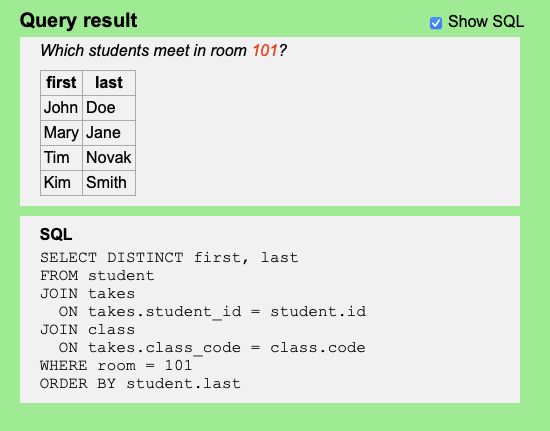 Query result
Show SQL
Which students meet in room 101?
first last
John Doe
Mary Jane
Tim Novak
Kim Smith
SQL
SELECT DISTINCT first, last
FROM student
JOIN takes
  ON takes.student_id = student.id
JOIN class
  ON takes.class_code = class.code
WHERE room = 101
ORDER BY student.last